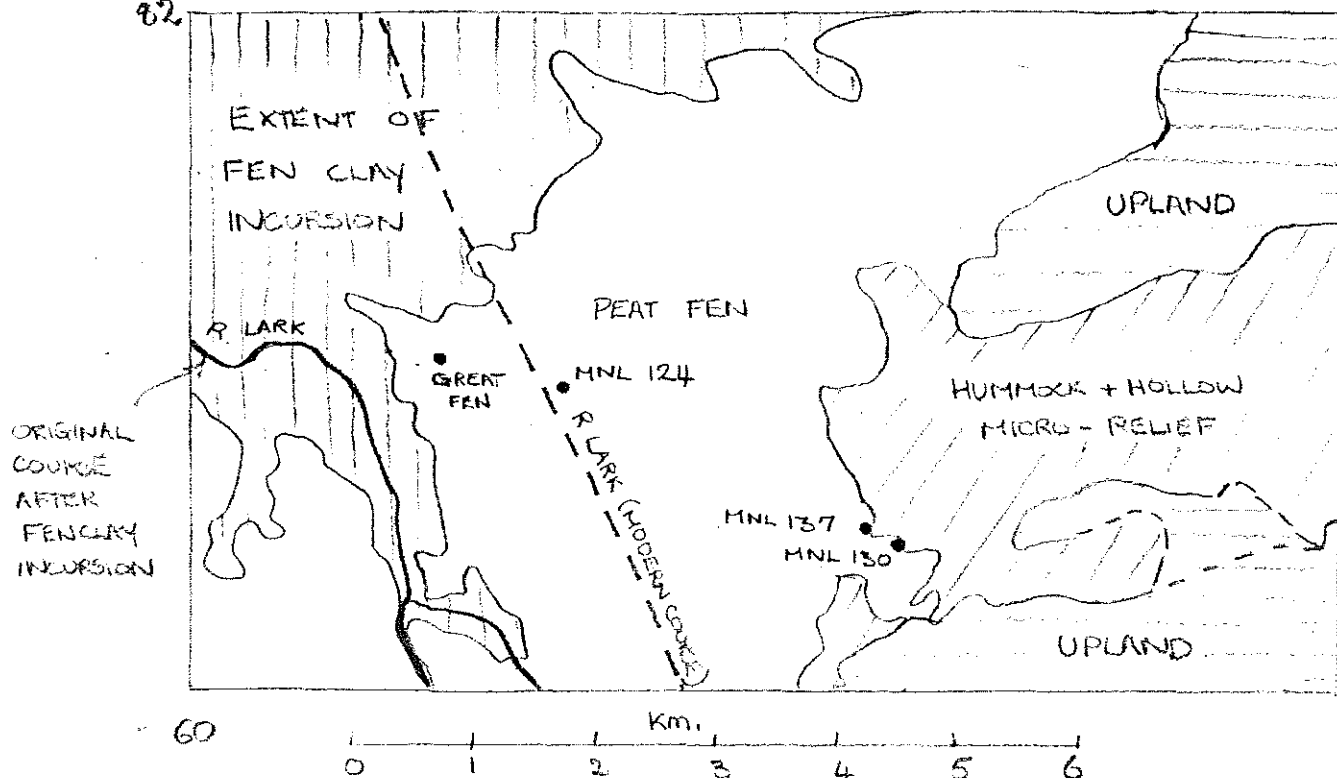 82
EXTENT OF
FEN CLAY
INCURSION
UPLAND
PEAT FEN
R. LARK
GREAT
FEN
MNL 124
HUMMOCK + HOLLOW
MICRO - RELIEF
ORIGINAL
COURSE
AFTER
FENCLAY
INCURSION
R LARK (MODERN COURSE)
MNL 137
MNL 130
UPLAND
60
Km.
0 1 2 3 4 5 6